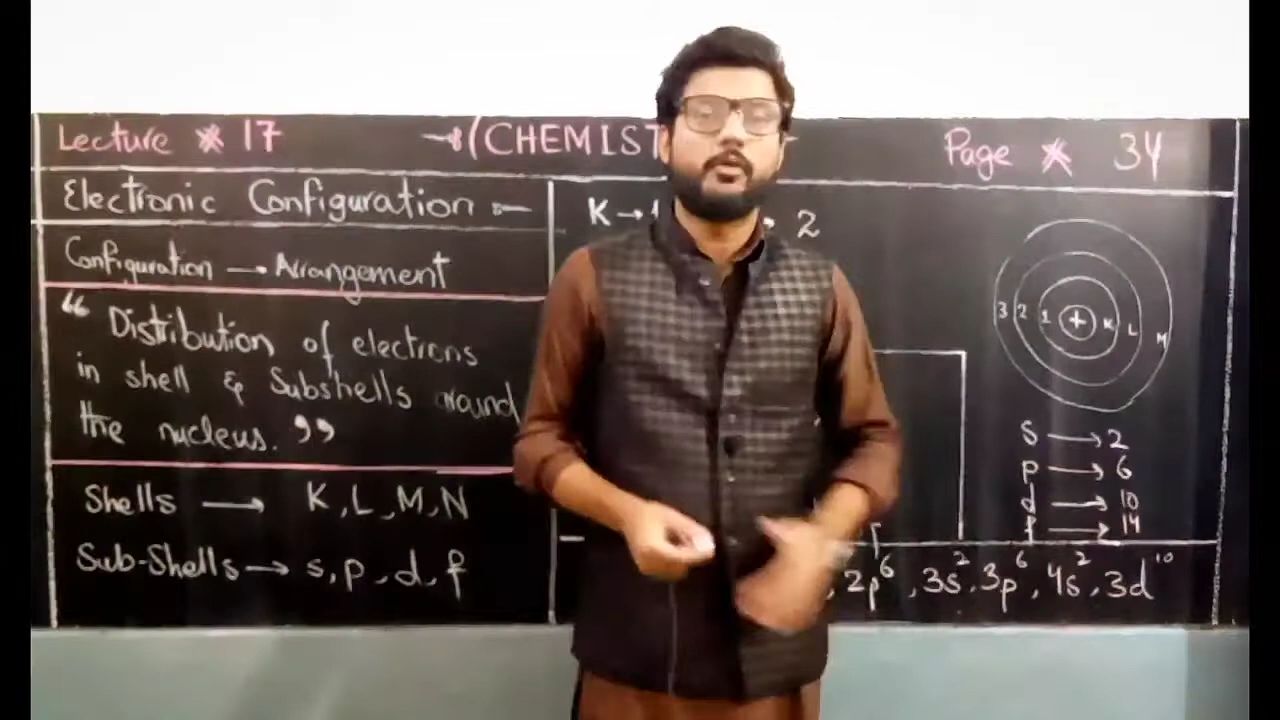 Lecture * 17
(CHEMIST
Page * 34
Electronic Configuration :-
Configuration → Arrangement
“ Distribution of electrons
in shell & Subshells around
the nucleus. ”
Shells → K, L, M, N
Sub-Shells → s, p, d, f
K →
2
3 2 1 + K L M
S → 2
p → 6
d → 10
f → 14
, 2p⁶, 3s², 3p⁶, 4s², 3d¹⁰